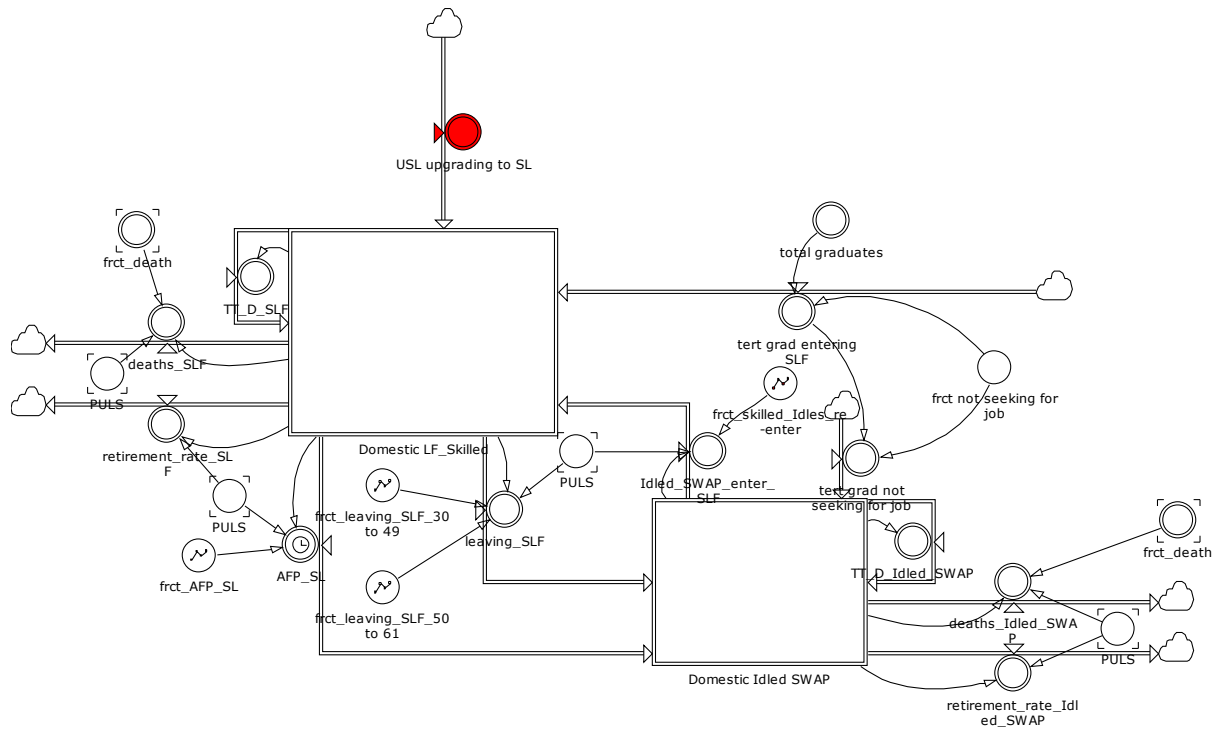 USL upgrading to SL
frct_death
total graduates
TT_D_SLF
deaths_SLF
tert grad entering
SLF
PULS
frct not seeking for
job
frct_skilled_Idles_re
-enter
retirement_rate_SL
F
Domestic LF_Skilled
PULS
Idled_SWAP_enter_
SLF
PULS
tert grad not
seeking for job
frct_leaving_SLF_30
to 49
leaving_SLF
frct_AFP_SL
AFP_SL
TT_D_Idled_SWAP
frct_death
frct_leaving_SLF_50
to 61
deaths_Idled_SWA
P
PULS
Domestic Idled SWAP
retirement_rate_Idl
ed_SWAP